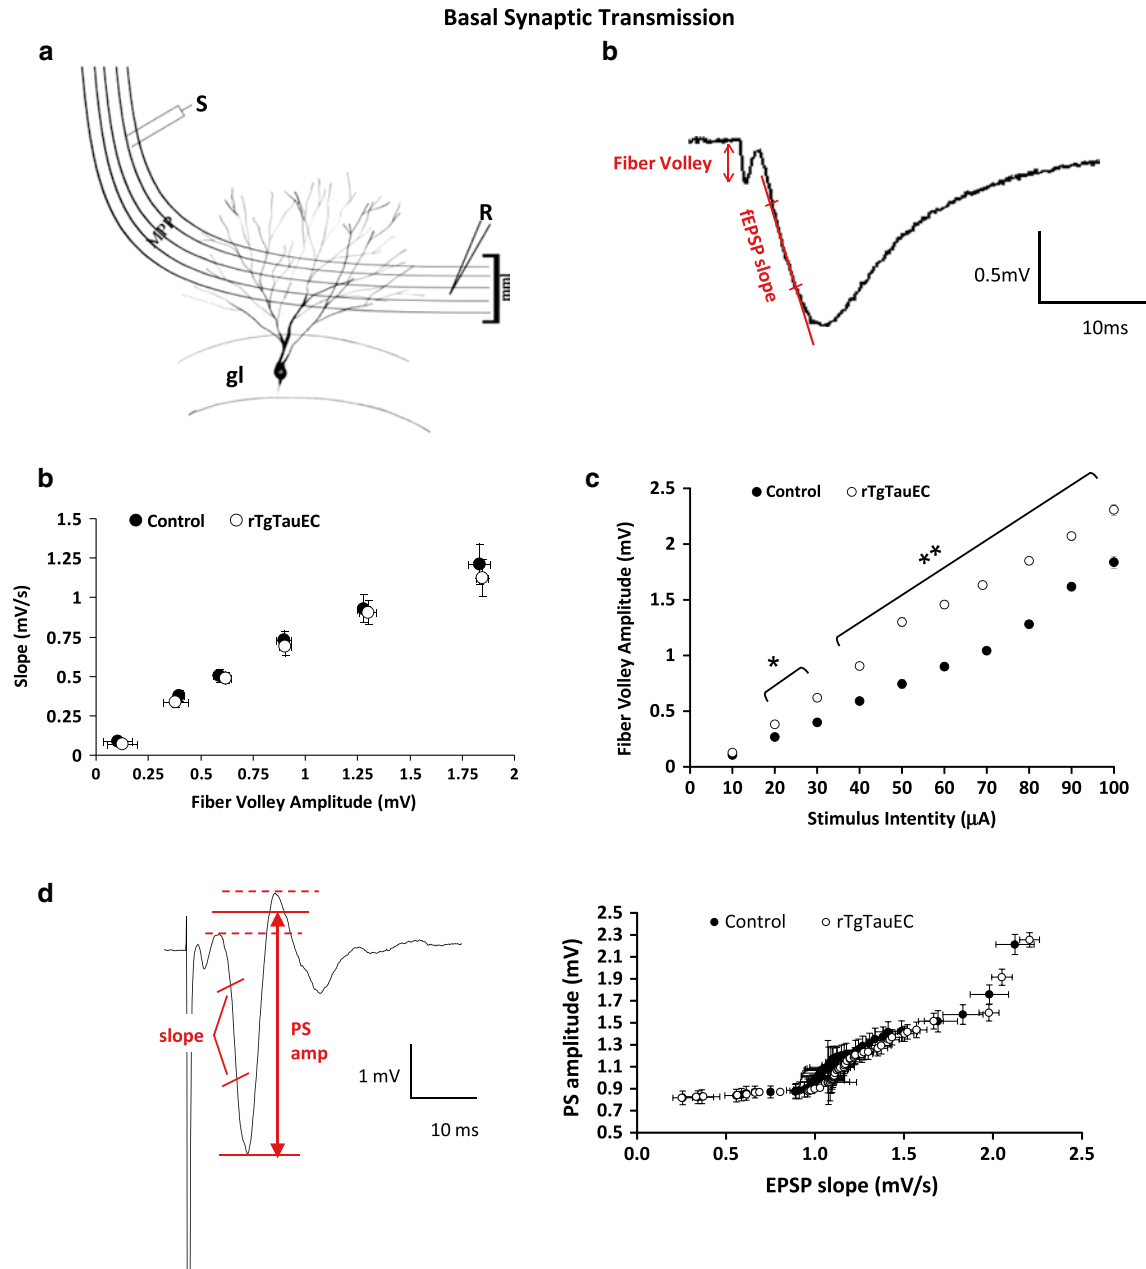 Basal Synaptic Transmission
a
S
MPP
R
mml
gl
b
Fiber Volley
fEPSP slope
0.5mV
10ms
b
Control
rTgTauEC
1.5
1.25
1
0.75
0.5
0.25
0
Slope (mV/s)
0 0.25 0.5 0.75 1 1.25 1.5 1.75 2
Fiber Volley Amplitude (mV)
c
Control
rTgTauEC
2.5
2
1.5
1
0.5
0
Fiber Volley Amplitude (mV)
*
**
0 10 20 30 40 50 60 70 80 90 100
Stimulus Intentity (µA)
d
slope
PS
amp
1 mV
10 ms
Control
rTgTauEC
2.5
2.3
2.1
1.9
1.7
1.5
1.3
1.1
0.9
0.7
0.5
PS amplitude (mV)
0.0 0.5 1.0 1.5 2.0 2.5
EPSP slope (mV/s)